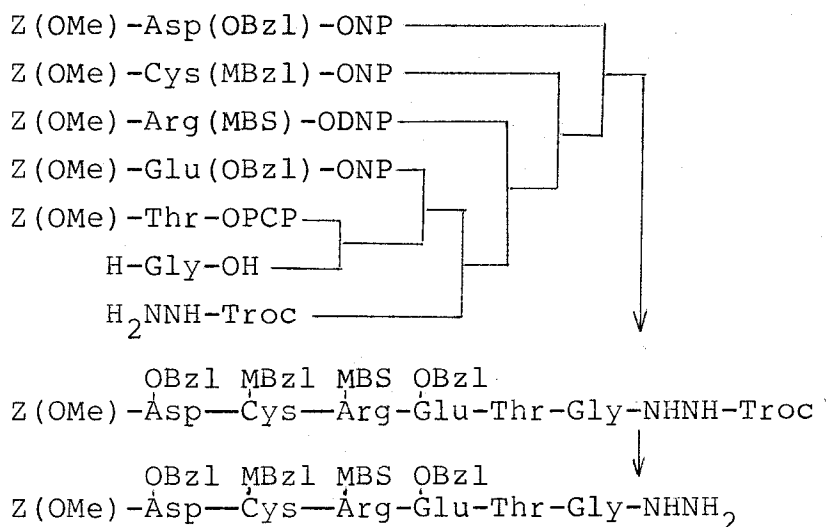 Z(OMe)-Asp(OBzl)-ONP
Z(OMe)-Cys(MBzl)-ONP
Z(OMe)-Arg(MBS)-ODNP
Z(OMe)-Glu(OBzl)-ONP
Z(OMe)-Thr-OPCP
H-Gly-OH
H2NNH-Troc
OBzl MBzl MBS OBzl
Z(OMe)-Asp—Cys—Arg-Glu-Thr-Gly-NHNH-Troc
OBzl MBzl MBS OBzl
Z(OMe)-Asp—Cys—Arg-Glu-Thr-Gly-NHNH2